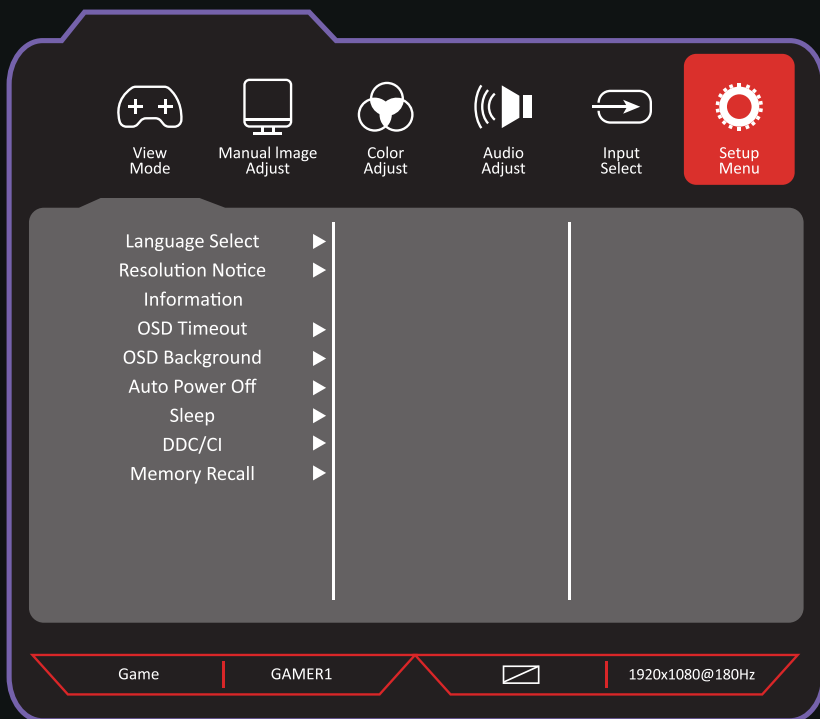 View
Mode
Manual Image
Adjust
Color
Adjust
Audio
Adjust
Input
Select
Setup
Menu
Language Select
Resolution Notice
Information
OSD Timeout
OSD Background
Auto Power Off
Sleep
DDC/CI
Memory Recall
Game
GAMER1
1920x1080@180Hz